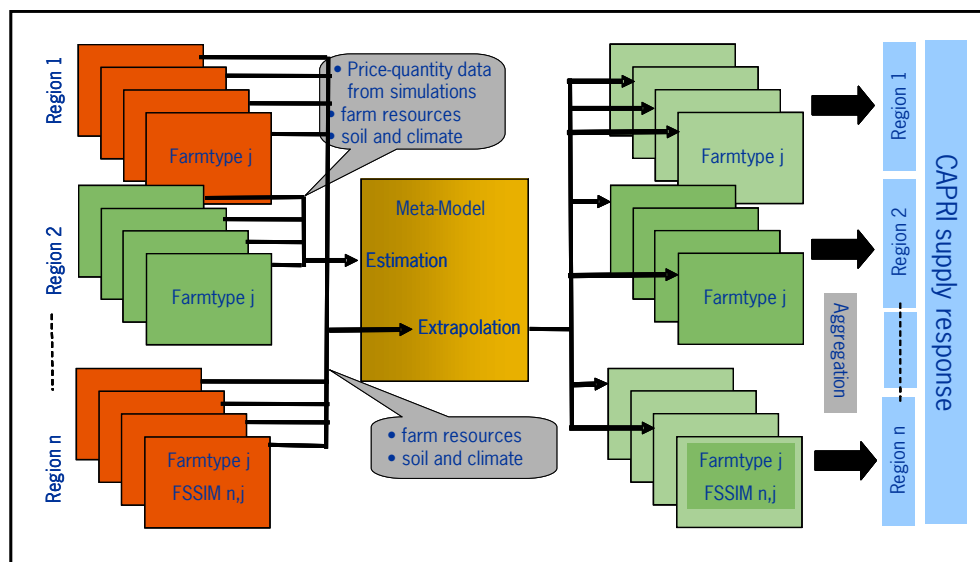 Region 1
Farmtype j
Region 2
Farmtype j
Region n
Farmtype j
FSSIM n,j
• Price-quantity data
from simulations
• farm resources
• soil and climate
Meta-Model
Estimation
Extrapolation
• farm resources
• soil and climate
Farmtype j
Farmtype j
Farmtype j
FSSIM n,j
Aggregation
Region 1
Region 2
Region n
CAPRI supply response